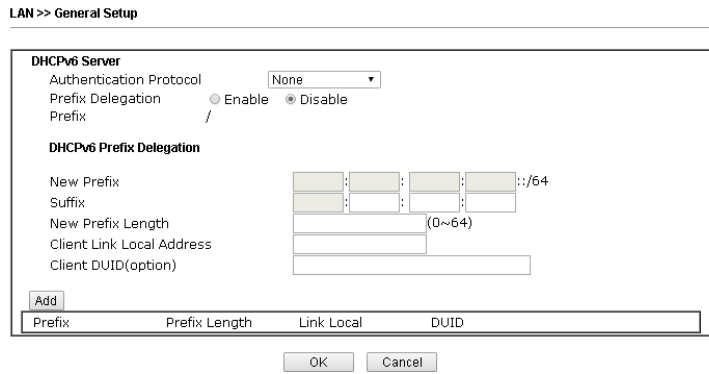 LAN >> General Setup
DHCPv6 Server
Authentication Protocol None
Prefix Delegation Enable Disable
Prefix /
DHCPv6 Prefix Delegation
New Prefix : : : ::/64
Suffix : : :
New Prefix Length (0~64)
Client Link Local Address
Client DUID(option)
Add
Prefix Prefix Length Link Local DUID
OK Cancel